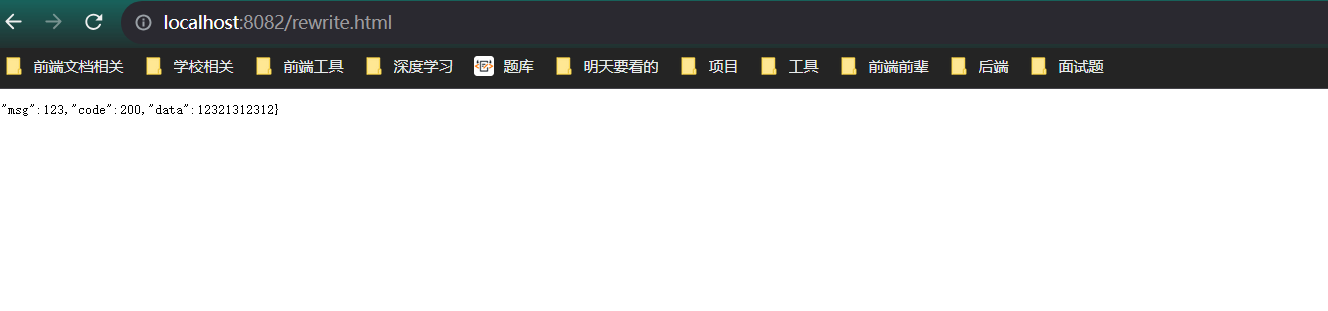 localhost:8082/rewrite.html
前端文档相关 学校相关 前端工具 深度学习 题库 明天要看的 项目 工具 前端前辈 后端 面试题
"msg":123,"code":200,"data":12321312312}